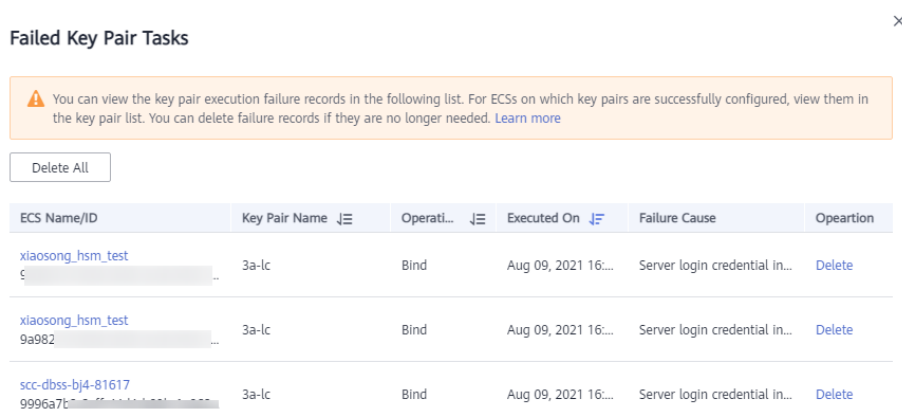 Failed Key Pair Tasks
You can view the key pair execution failure records in the following list. For ECSs on which key pairs are successfully configured, view them in
the key pair list. You can delete failure records if they are no longer needed. Learn more
Delete All
ECS Name/ID Key Pair Name Operati... Executed On Failure Cause Opeartion
xiaosong_hsm_test
3a-lc Bind Aug 09, 2021 16:... Server login credential in... Delete
9 ...
xiaosong_hsm_test
3a-lc Bind Aug 09, 2021 16:... Server login credential in... Delete
9a982 ...
scc-dbss-bj4-81617
3a-lc Bind Aug 09, 2021 16:... Server login credential in... Delete
9996a7b